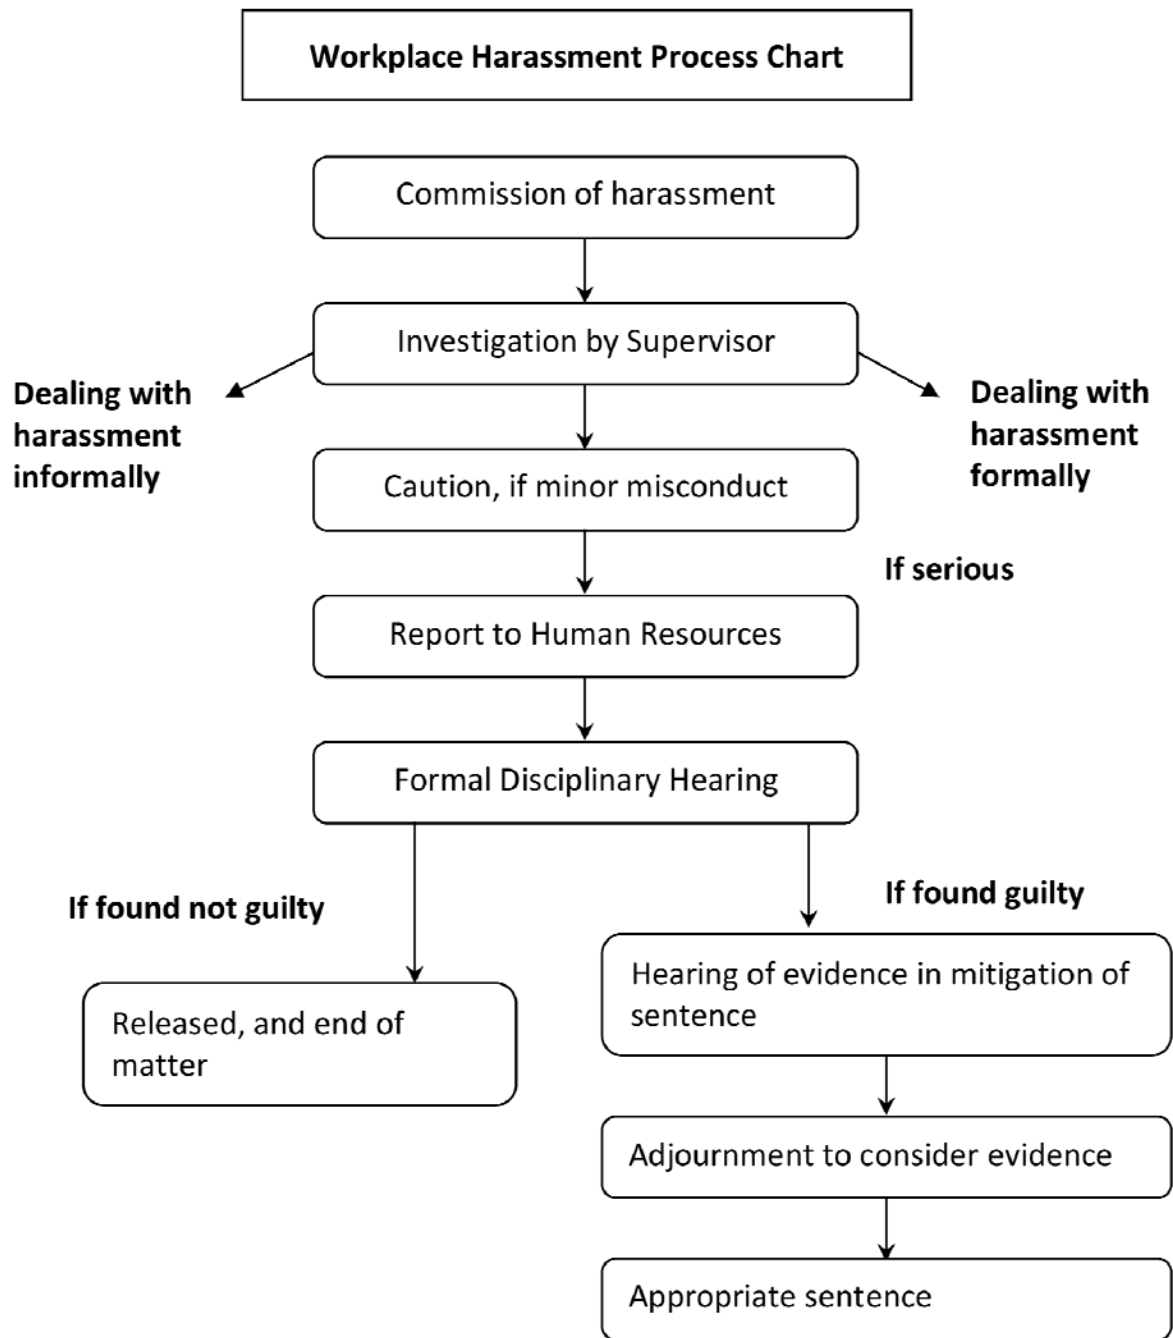 Workplace Harassment Process Chart
Commission of harassment
Investigation by Supervisor
Dealing with
harassment
informally
Dealing with
harassment
formally
Caution, if minor misconduct
If serious
Report to Human Resources
Formal Disciplinary Hearing
If found not guilty
If found guilty
Released, and end of
matter
Hearing of evidence in mitigation of
sentence
Adjournment to consider evidence
Appropriate sentence